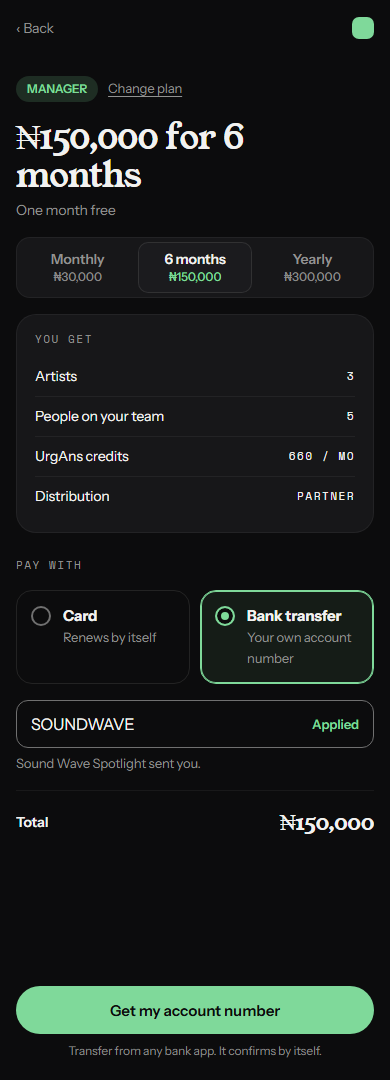 ‹ Back
MANAGER Change plan
₦150,000 for 6
months
One month free
Monthly 6 months Yearly
₦30,000 ₦150,000 ₦300,000
YOU GET
Artists 3
People on your team 5
UrgAns credits 660 / MO
Distribution PARTNER
PAY WITH
Card
Renews by itself
Bank transfer
Your own account
number
SOUNDWAVE Applied
Sound Wave Spotlight sent you.
Total ₦150,000
Get my account number
Transfer from any bank app. It confirms by itself.